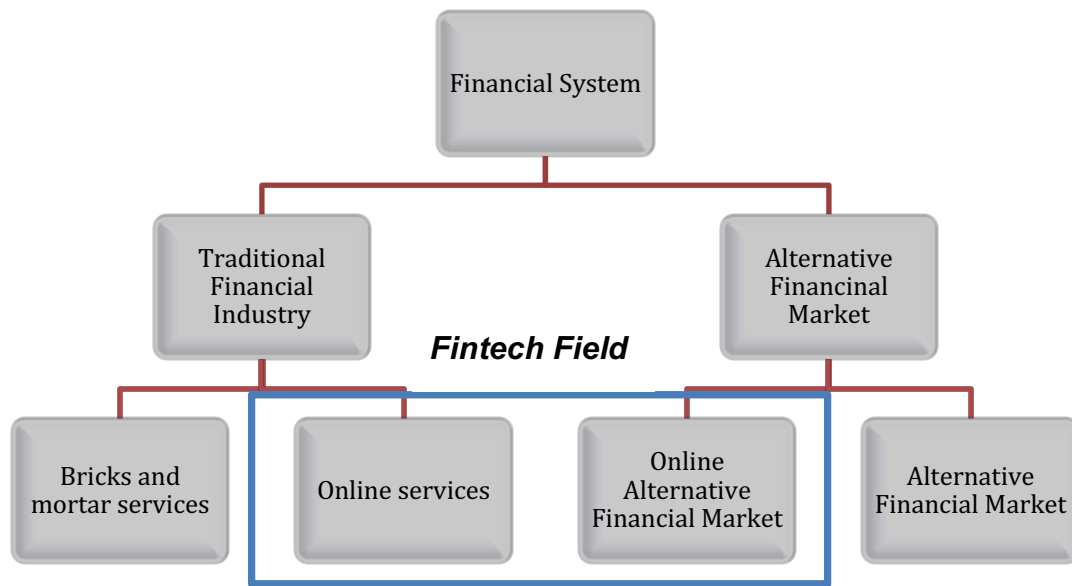 Financial System
Traditional
Financial
Industry
Alternative
Financinal
Market
Fintech Field
Bricks and
mortar services
Online services
Online
Alternative
Financial Market
Alternative
Financial Market